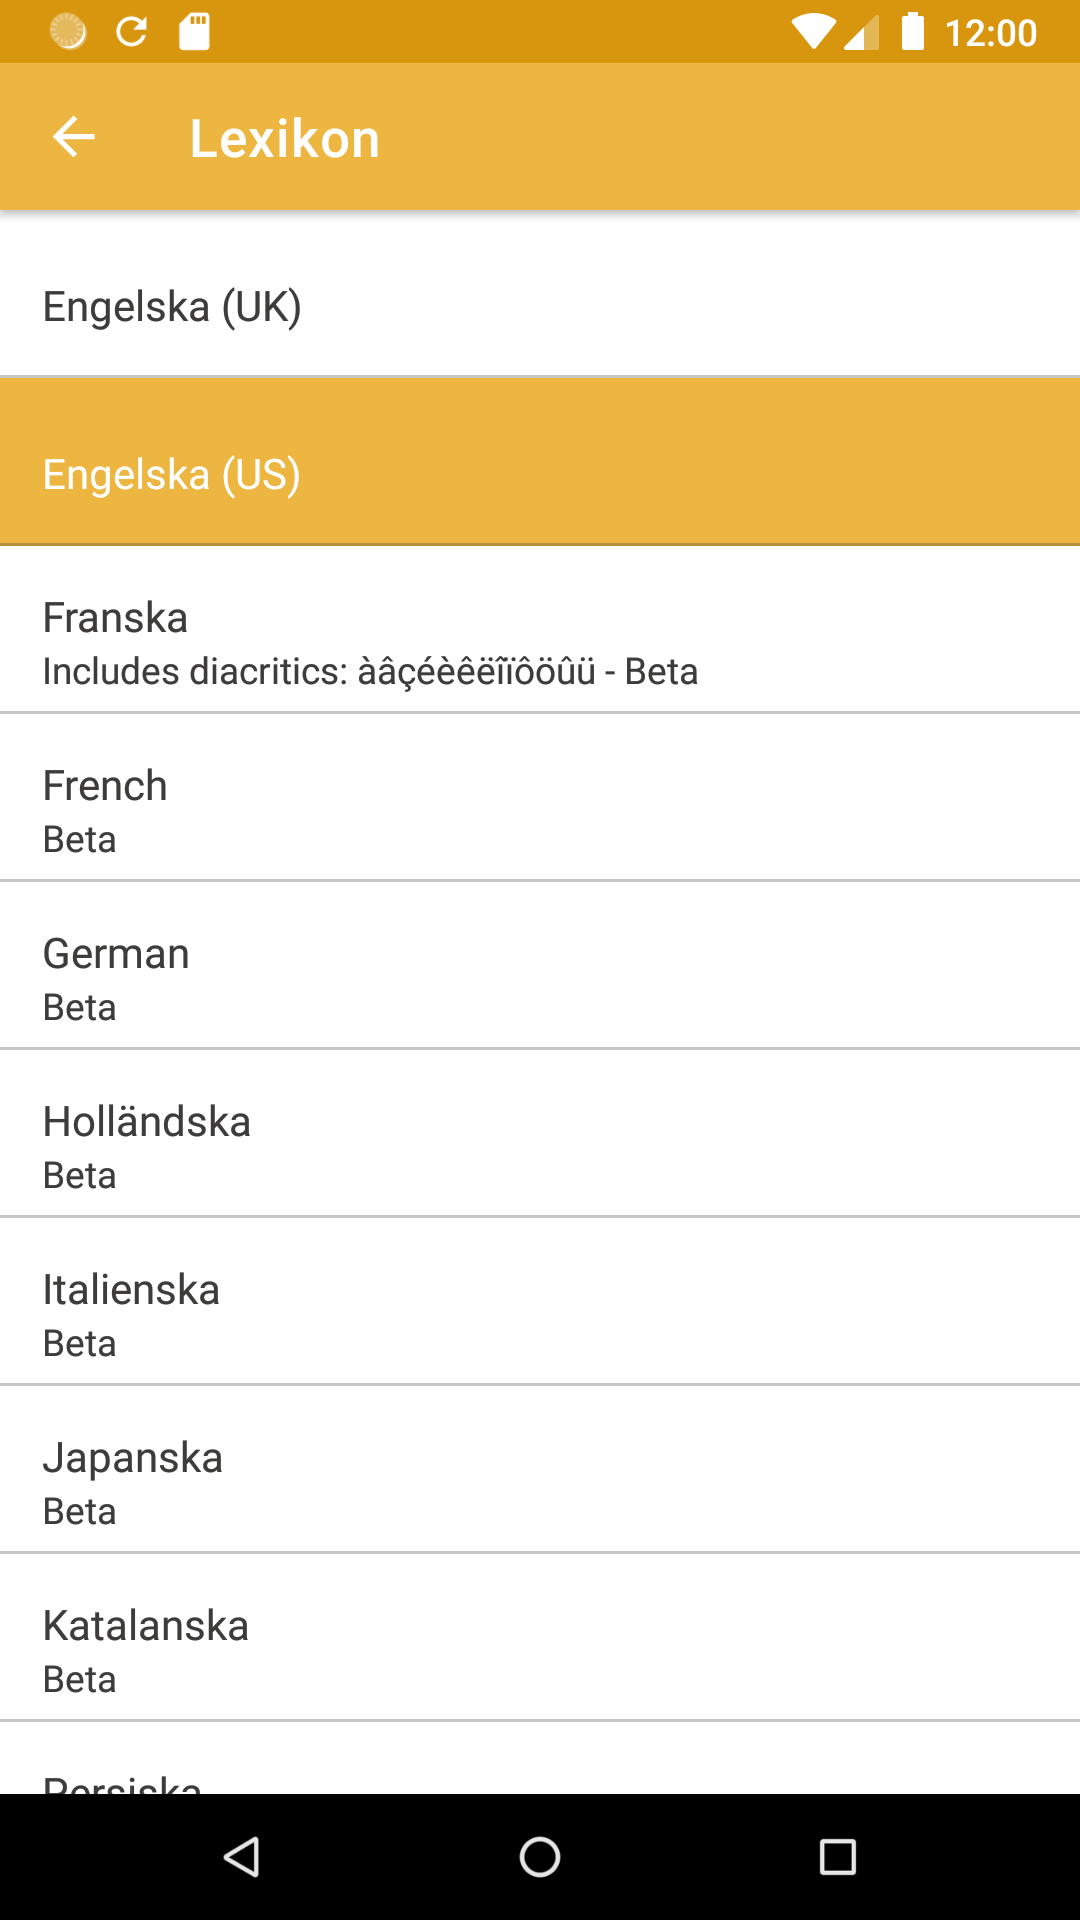 12:00
Lexikon
Engelska (UK)
Engelska (US)
Franska
Includes diacritics: àâçéèêëîïôöûü - Beta
French
Beta
German
Beta
Holländska
Beta
Italienska
Beta
Japanska
Beta
Katalanska
Beta
Persiska